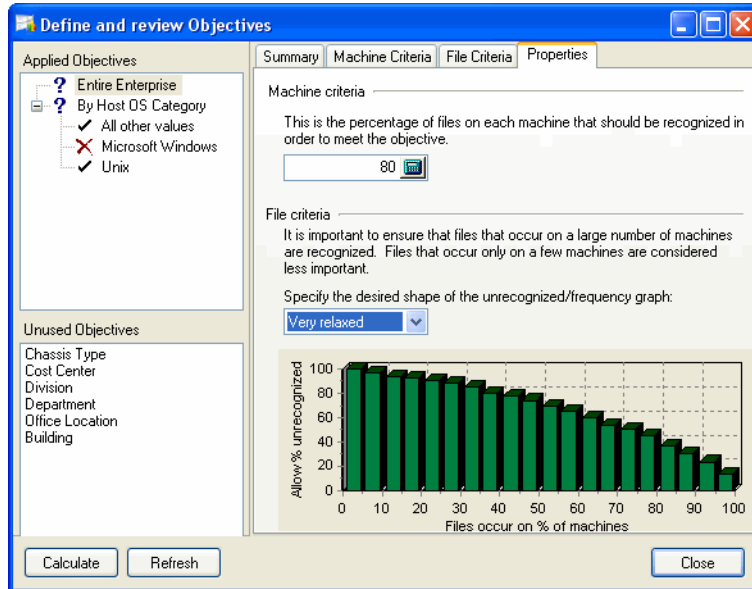 Define and review Objectives
Applied Objectives
? Entire Enterprise
? By Host OS Category
All other values
Microsoft Windows
Unix
Unused Objectives
Chassis Type
Cost Center
Division
Department
Office Location
Building
Summary Machine Criteria File Criteria Properties
Machine criteria
This is the percentage of files on each machine that should be recognized in
order to meet the objective.
80
File criteria
It is important to ensure that files that occur on a large number of machines
are recognized. Files that occur only on a few machines are considered
less important.
Specify the desired shape of the unrecognized/frequency graph:
Very relaxed
Allow % unrecognized
100
80
60
40
20
0
0 10 20 30 40 50 60 70 80 90 100
Files occur on % of machines
Calculate Refresh Close